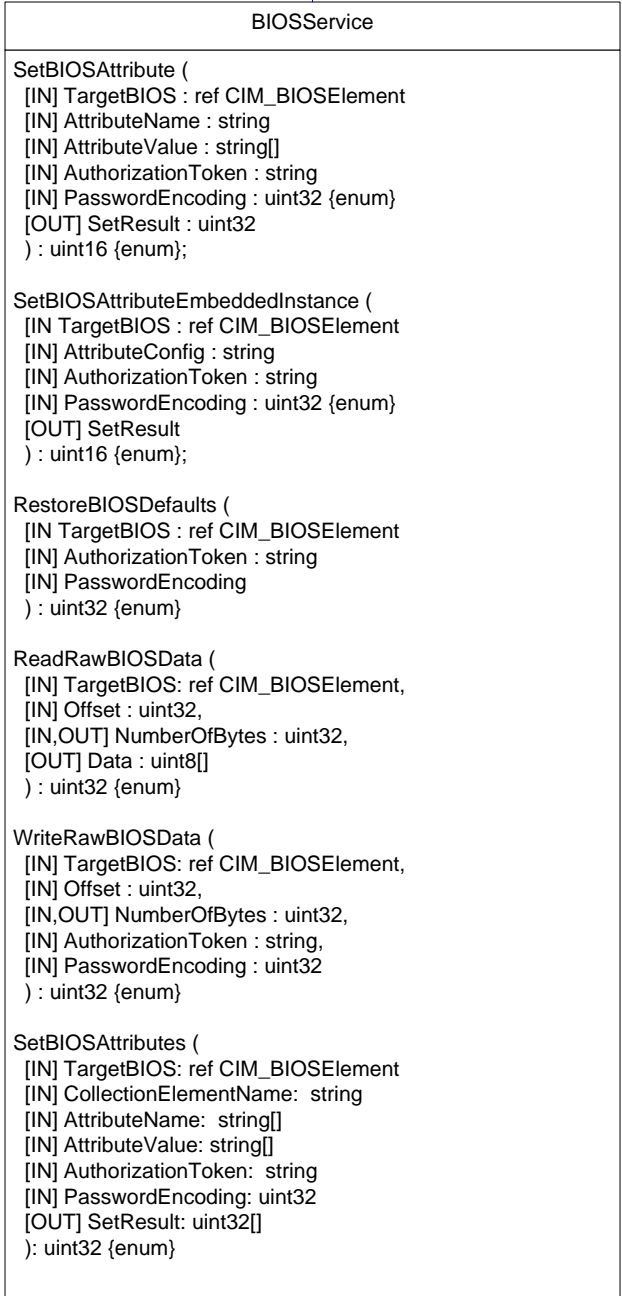 BIOSService
SetBIOSAttribute (
[IN] TargetBIOS : ref CIM_BIOSElement
[IN] AttributeName : string
[IN] AttributeValue : string[]
[IN] AuthorizationToken : string
[IN] PasswordEncoding : uint32 {enum}
[OUT] SetResult : uint32
) : uint16 {enum};
SetBIOSAttributeEmbeddedInstance (
[IN TargetBIOS : ref CIM_BIOSElement
[IN] AttributeConfig : string
[IN] AuthorizationToken : string
[IN] PasswordEncoding : uint32 {enum}
[OUT] SetResult
) : uint16 {enum};
RestoreBIOSDefaults (
[IN TargetBIOS : ref CIM_BIOSElement
[IN] AuthorizationToken : string
[IN] PasswordEncoding
) : uint32 {enum}
ReadRawBIOSData (
[IN] TargetBIOS: ref CIM_BIOSElement,
[IN] Offset : uint32,
[IN,OUT] NumberOfBytes : uint32,
[OUT] Data : uint8[]
) : uint32 {enum}
WriteRawBIOSData (
[IN] TargetBIOS: ref CIM_BIOSElement,
[IN] Offset : uint32,
[IN,OUT] NumberOfBytes : uint32,
[IN] AuthorizationToken : string,
[IN] PasswordEncoding : uint32
) : uint32 {enum}
SetBIOSAttributes (
[IN] TargetBIOS: ref CIM_BIOSElement
[IN] CollectionElementName:  string
[IN] AttributeName:  string[]
[IN] AttributeValue: string[]
[IN] AuthorizationToken:  string
[IN] PasswordEncoding: uint32
[OUT] SetResult: uint32[]
): uint32 {enum}